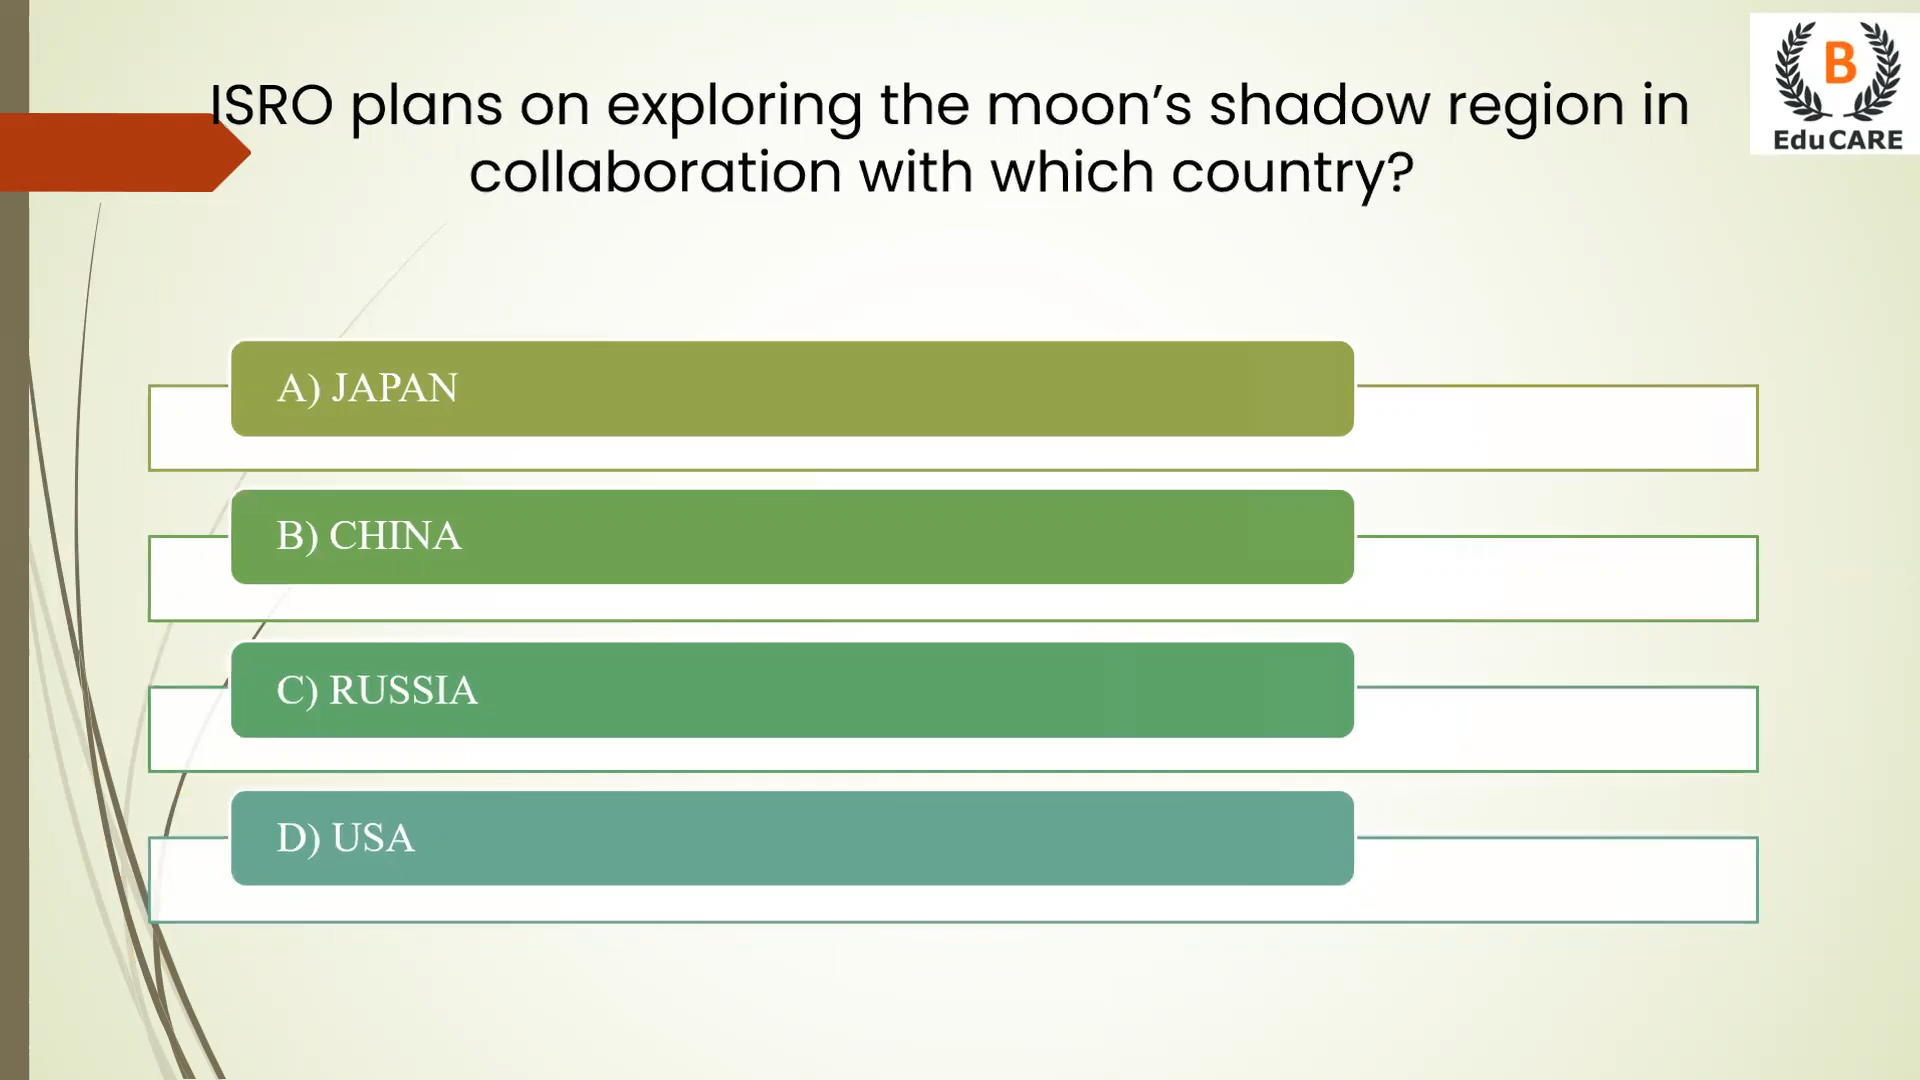 B
EduCARE
ISRO plans on exploring the moon’s shadow region in
collaboration with which country?
A) JAPAN
B) CHINA
C) RUSSIA
D) USA